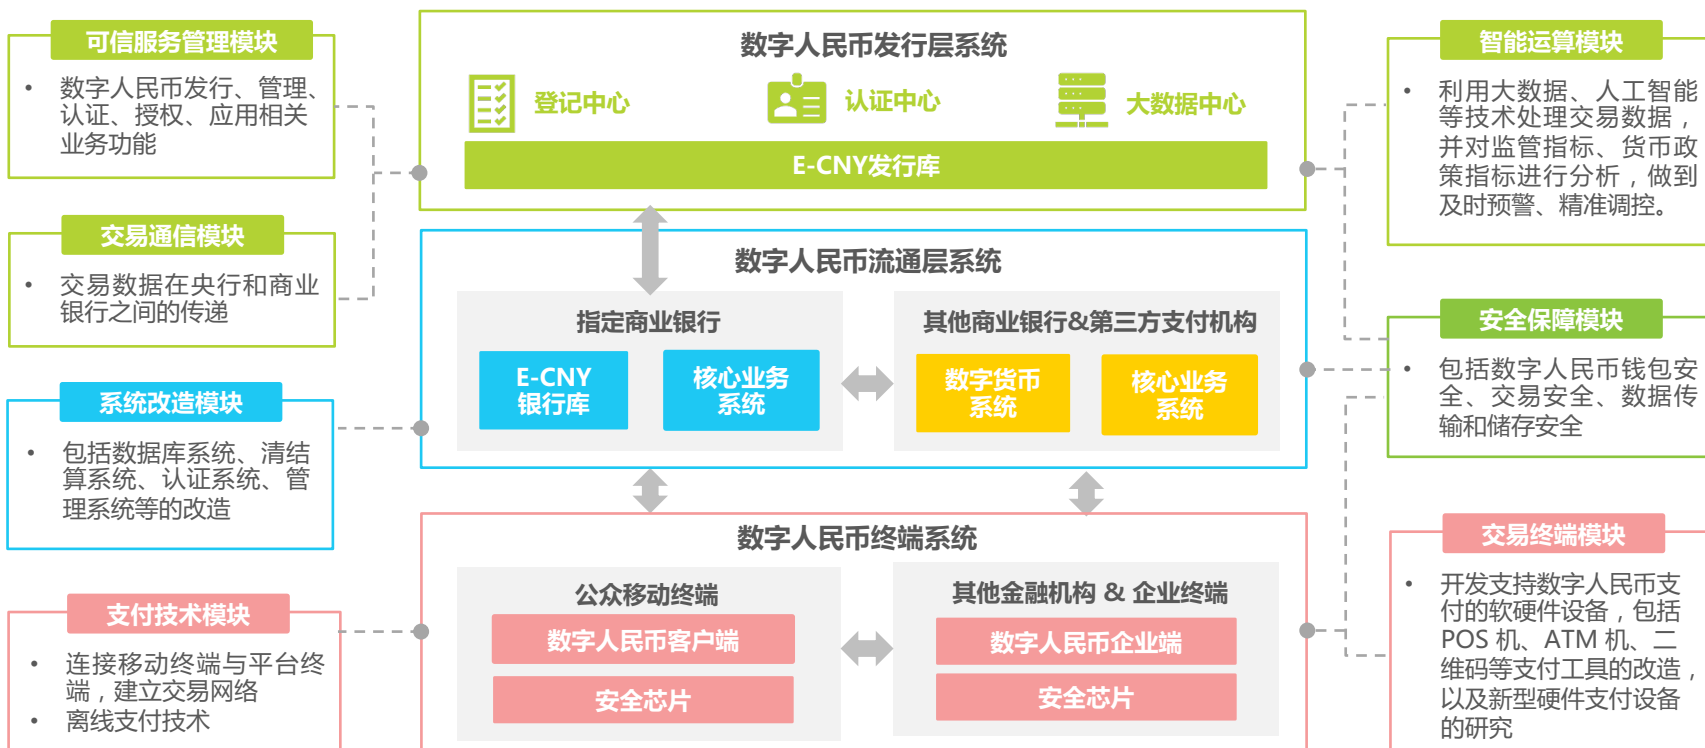 可信服务管理模块
• 数字人民币发行、管理、
认证、授权、应用相关
业务功能
交易通信模块
• 交易数据在央行和商业
银行之间的传递
系统改造模块
• 包括数据库系统、清结
算系统、认证系统、管
理系统等的改造
支付技术模块
• 连接移动终端与平台终
端，建立交易网络
• 离线支付技术
数字人民币发行层系统
登记中心
认证中心
大数据中心
E-CNY发行库
数字人民币流通层系统
指定商业银行
E-CNY
银行库
核心业务
系统
其他商业银行&第三方支付机构
数字货币
系统
核心业务
系统
数字人民币终端系统
公众移动终端
数字人民币客户端
安全芯片
其他金融机构 & 企业终端
数字人民币企业端
安全芯片
智能运算模块
• 利用大数据、人工智能
等技术处理交易数据，
并对监管指标、货币政
策指标进行分析，做到
及时预警、精准调控。
安全保障模块
• 包括数字人民币钱包安
全、交易安全、数据传
输和储存安全
交易终端模块
• 开发支持数字人民币支
付的软硬件设备，包括
POS 机、ATM 机、二
维码等支付工具的改造，
以及新型硬件支付设备
的研究